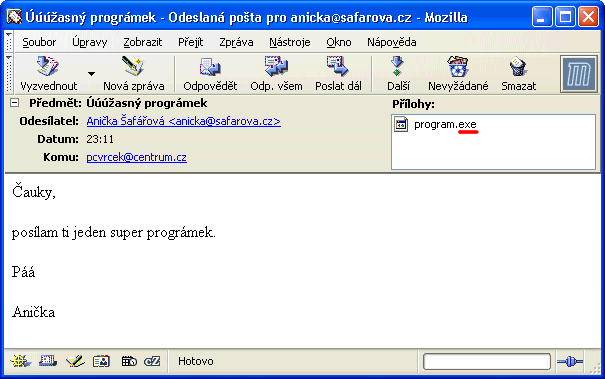 Úúúžasný prográmek - Odeslaná pošta pro anicka@safarova.cz - Mozilla
Soubor Úpravy Zobrazit Přejít Zpráva Nástroje Okno Nápověda
Vyzvednout Nová zpráva Odpovědět Odp. všem Poslat dál Další Nevyžádané Smazat
Předmět: Úúúžasný prográmek
Odesílatel: Anička Šafářová <anicka@safarova.cz>
Datum: 23:11
Komu: pcvrcek@centrum.cz
Přílohy:
program.exe
Čauky,
posílam ti jeden super prográmek.
Páá
Anička
Hotovo